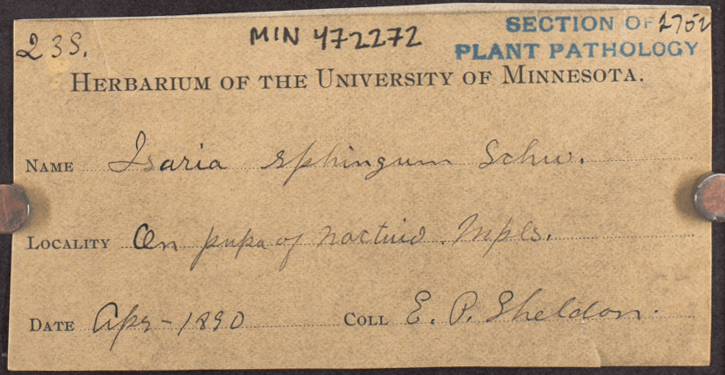 23S. MIN 472272 SECTION OF 2752
PLANT PATHOLOGY
HERBARIUM OF THE UNIVERSITY OF MINNESOTA.
NAME Isaria sphingum Schw.
LOCALITY On pupa of noctuid. Mpls.
DATE Apr-1890 COLL E. P. Sheldon.